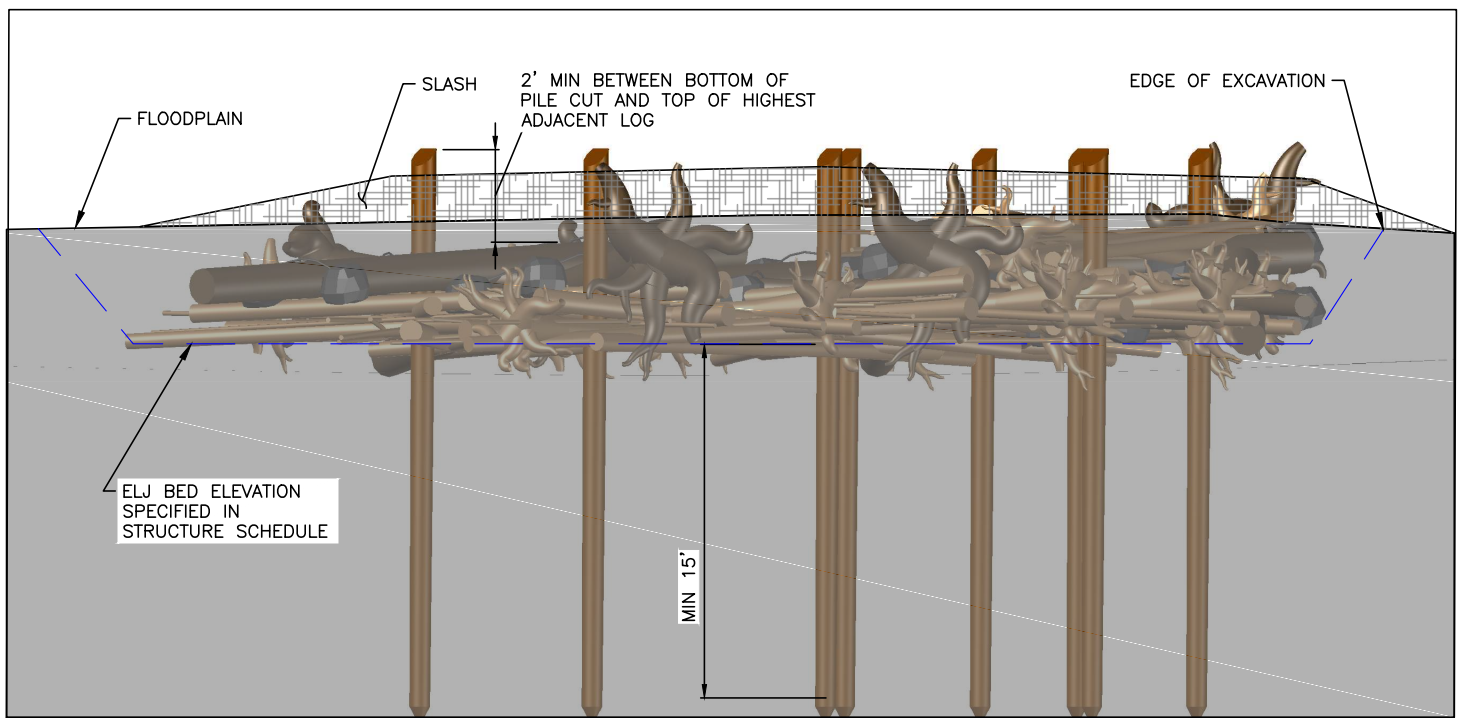 FLOODPLAIN
SLASH
2' MIN BETWEEN BOTTOM OF
PILE CUT AND TOP OF HIGHEST
ADJACENT LOG
EDGE OF EXCAVATION
ELJ BED ELEVATION
SPECIFIED IN
STRUCTURE SCHEDULE
MIN 15'